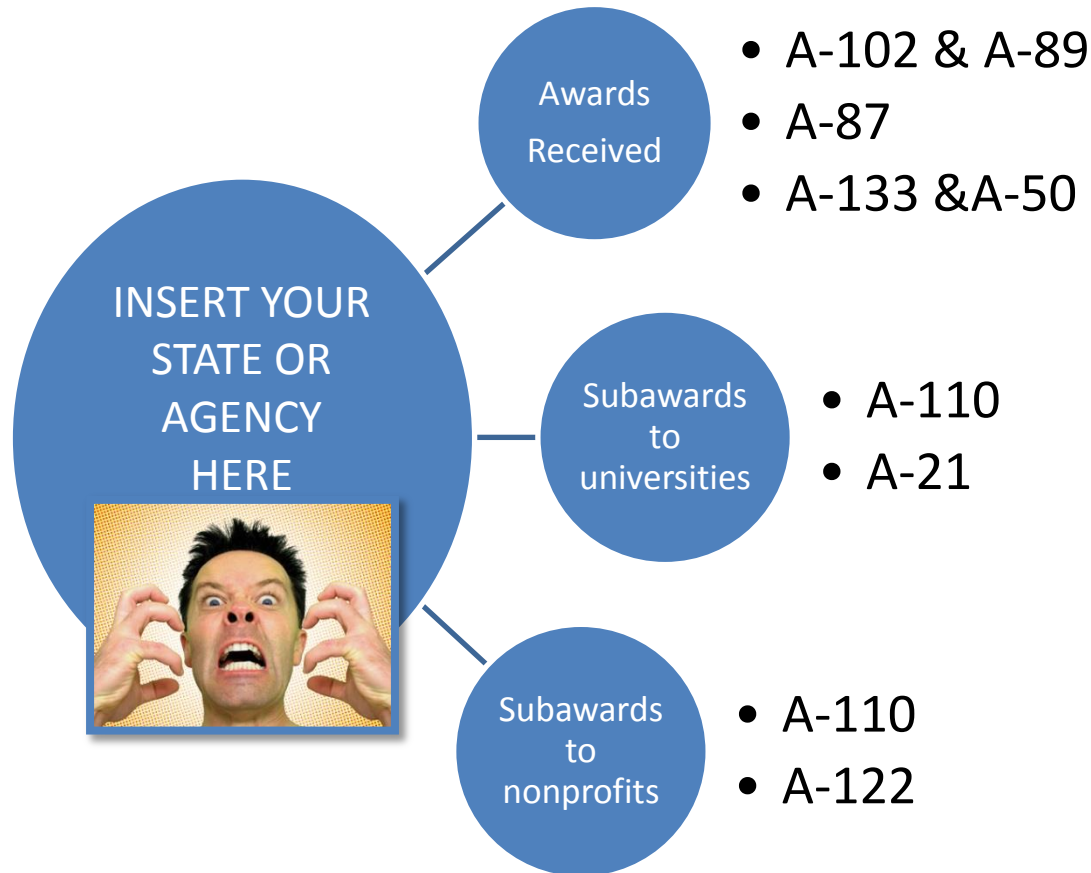 INSERT YOUR
STATE OR
AGENCY
HERE
Awards
Received
• A-102 & A-89
• A-87
• A-133 &A-50
Subawards
to
universities
• A-110
• A-21
Subawards
to
nonprofits
• A-110
• A-122